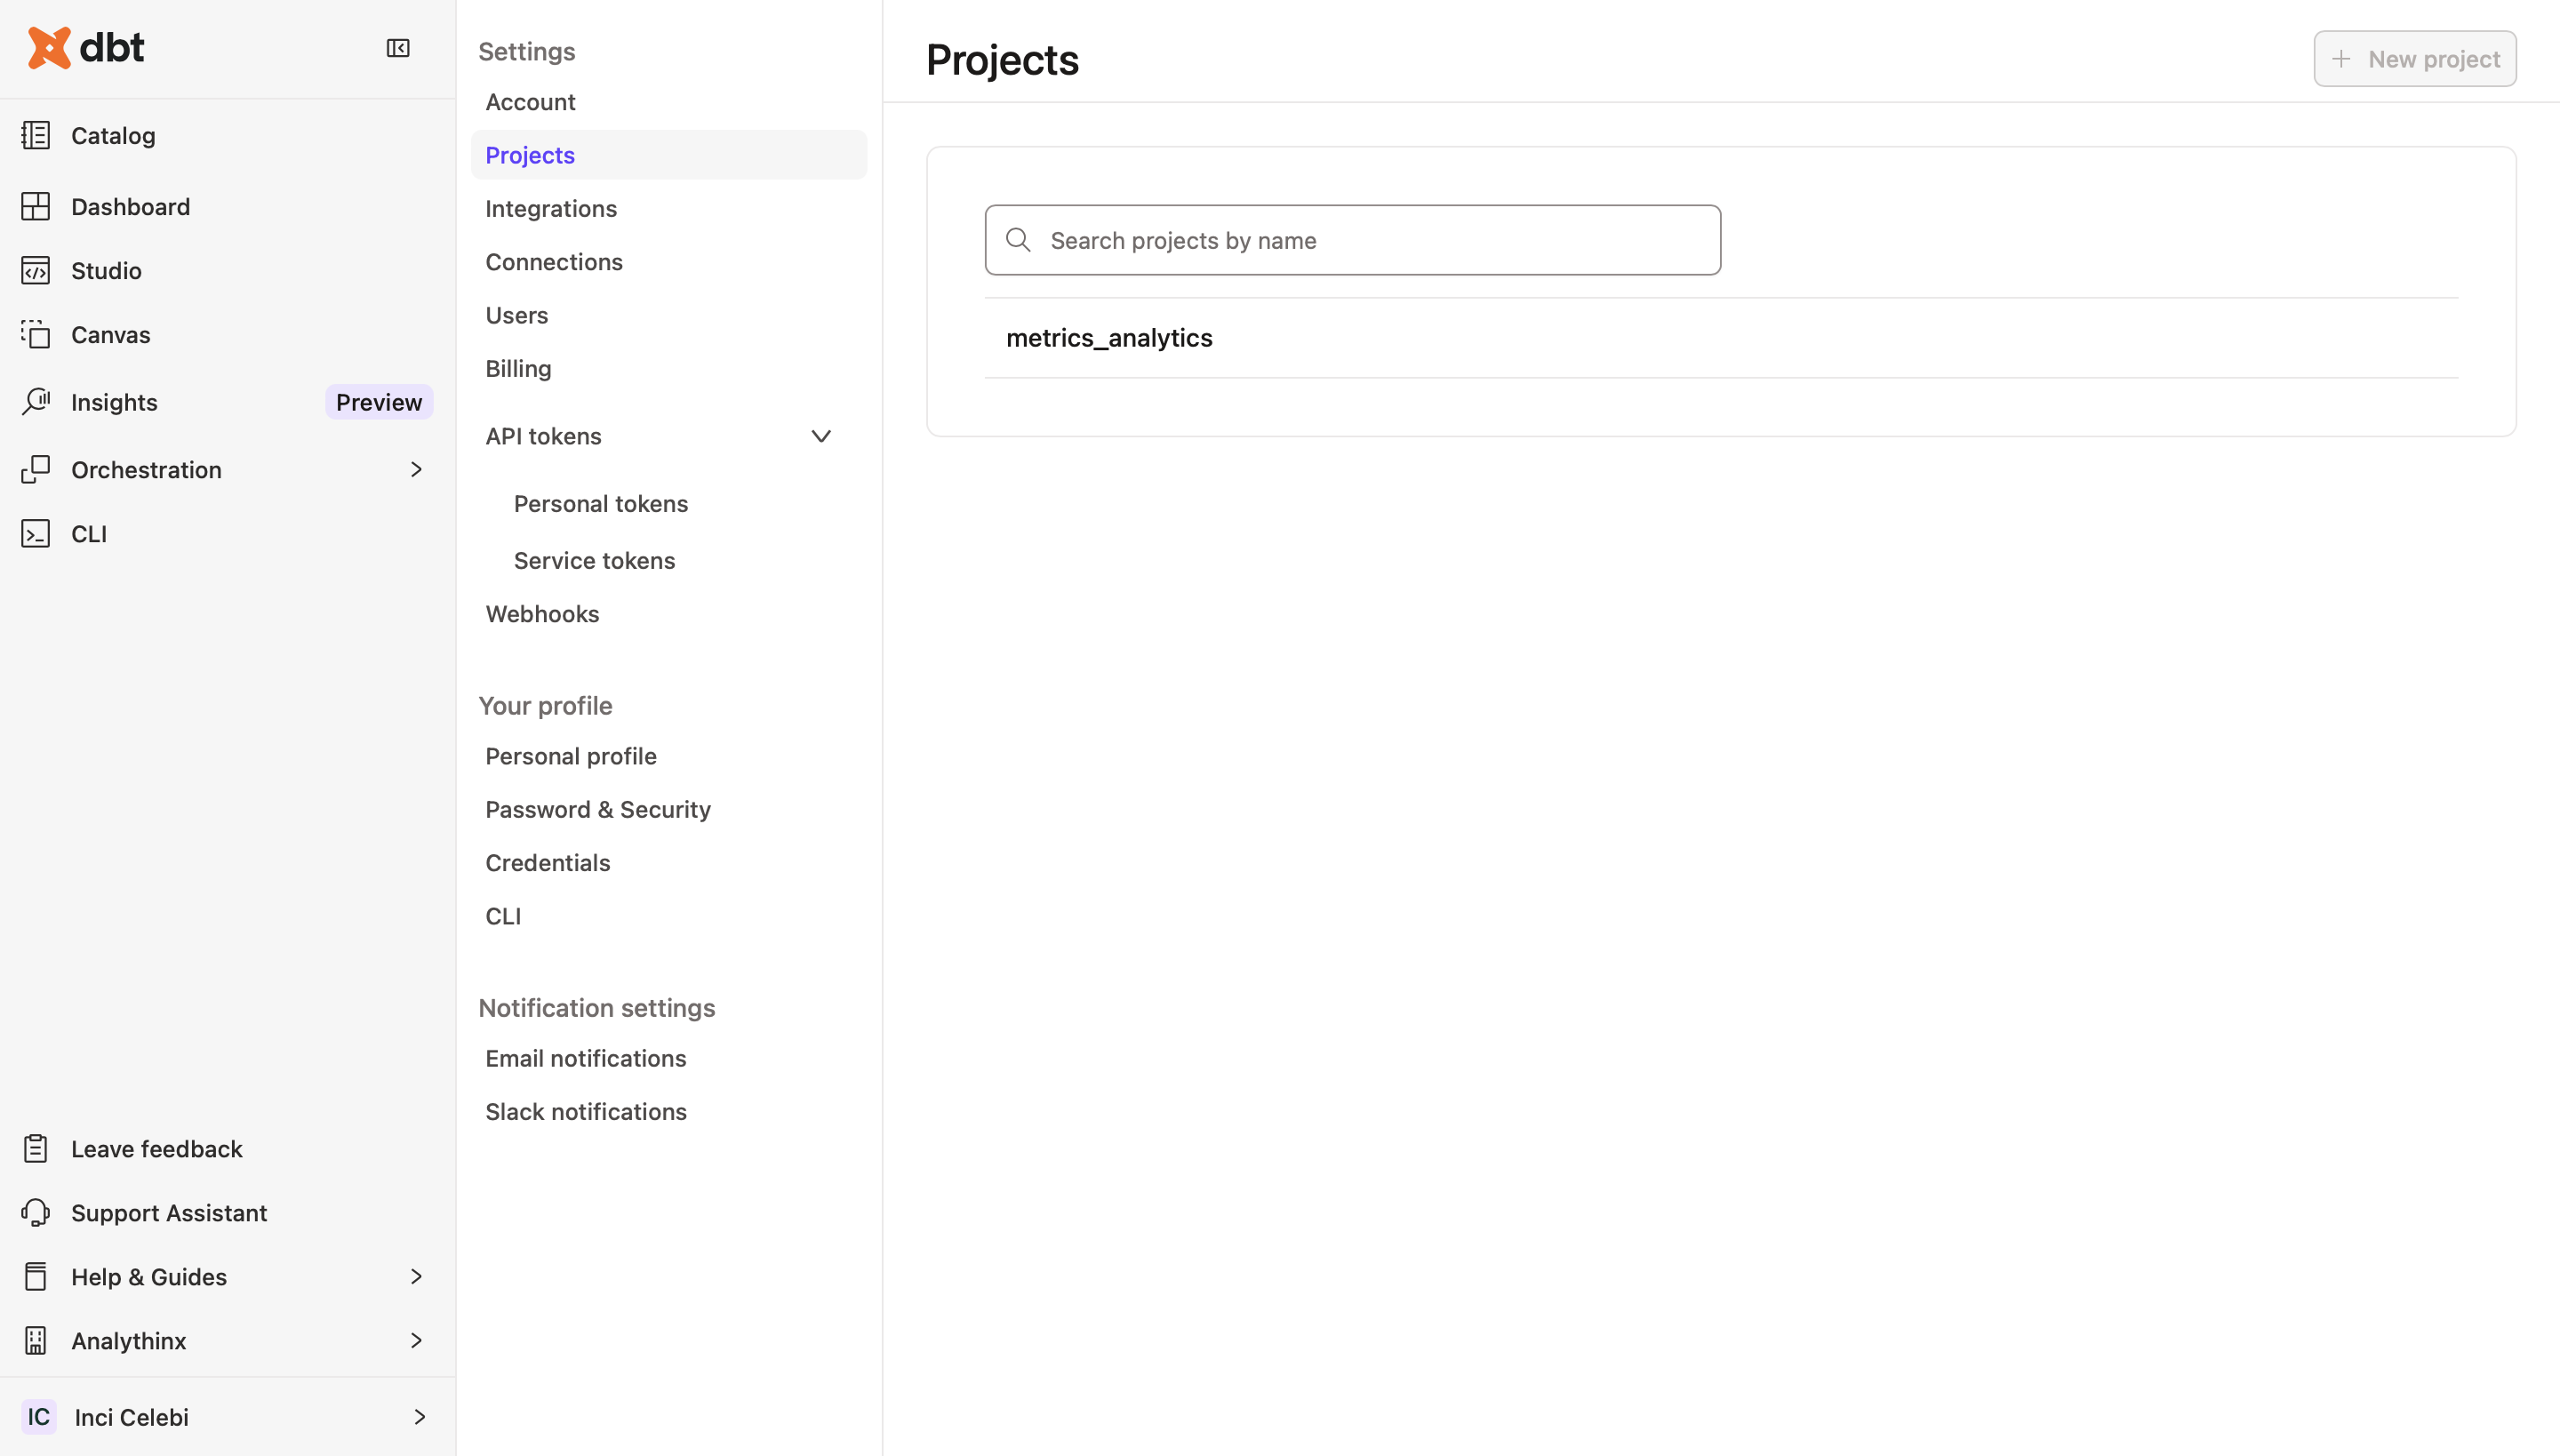 dbt
Catalog
Dashboard
Studio
Canvas
Insights
Preview
Orchestration
CLI
Leave feedback
Support Assistant
Help & Guides
Analythinx
IC
Inci Celebi
Settings
Account
Projects
Integrations
Connections
Users
Billing
API tokens
Personal tokens
Service tokens
Webhooks
Your profile
Personal profile
Password & Security
Credentials
CLI
Notification settings
Email notifications
Slack notifications
Projects
New project
Search projects by name
metrics_analytics